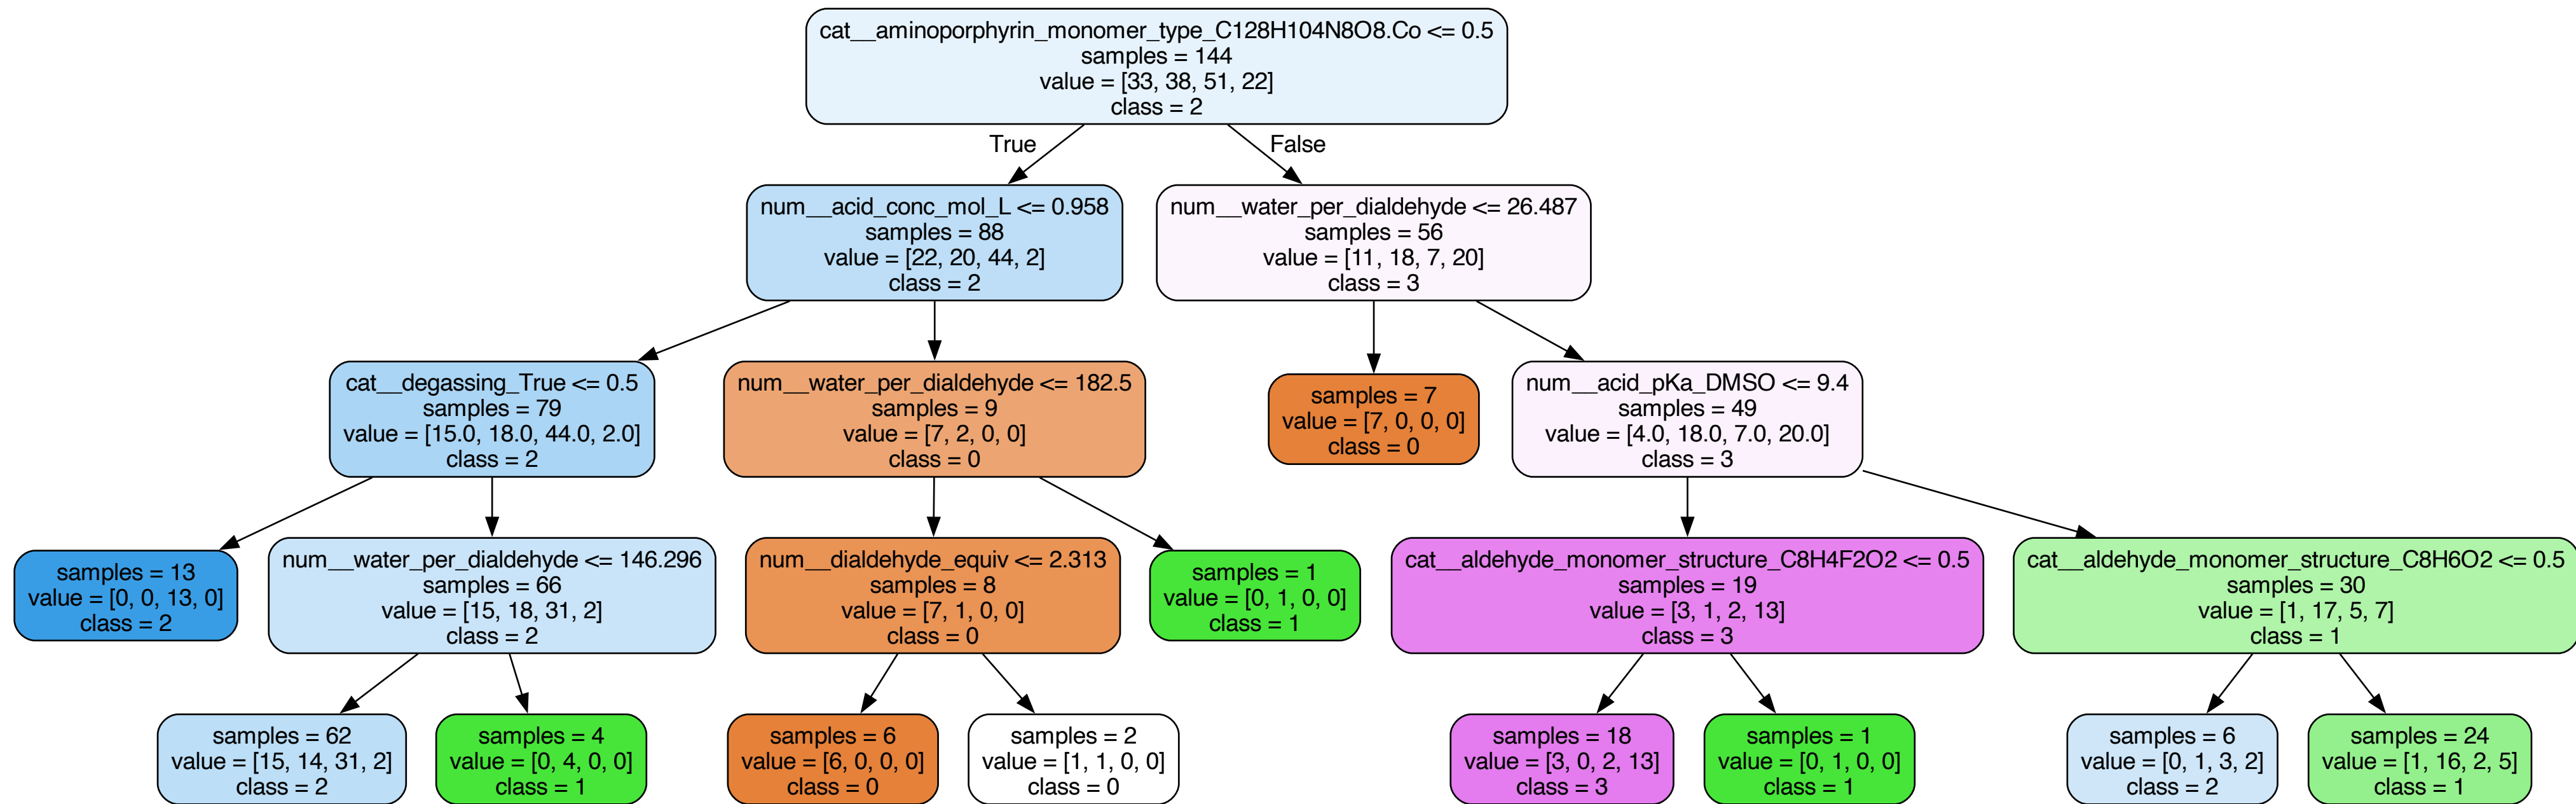 cat__aminoporphyrin_monomer_type_C128H104N8O8.Co <= 0.5
samples = 144
value = [33, 38, 51, 22]
class = 2
True
False
num__acid_conc_mol_L <= 0.958
samples = 88
value = [22, 20, 44, 2]
class = 2
num__water_per_dialdehyde <= 26.487
samples = 56
value = [11, 18, 7, 20]
class = 3
cat__degassing_True <= 0.5
samples = 79
value = [15.0, 18.0, 44.0, 2.0]
class = 2
num__water_per_dialdehyde <= 182.5
samples = 9
value = [7, 2, 0, 0]
class = 0
samples = 7
value = [7, 0, 0, 0]
class = 0
num__acid_pKa_DMSO <= 9.4
samples = 49
value = [4.0, 18.0, 7.0, 20.0]
class = 3
samples = 13
value = [0, 0, 13, 0]
class = 2
num__water_per_dialdehyde <= 146.296
samples = 66
value = [15, 18, 31, 2]
class = 2
num__dialdehyde_equiv <= 2.313
samples = 8
value = [7, 1, 0, 0]
class = 0
samples = 1
value = [0, 1, 0, 0]
class = 1
cat__aldehyde_monomer_structure_C8H4F2O2 <= 0.5
samples = 19
value = [3, 1, 2, 13]
class = 3
cat__aldehyde_monomer_structure_C8H6O2 <= 0.5
samples = 30
value = [1, 17, 5, 7]
class = 1
samples = 62
value = [15, 14, 31, 2]
class = 2
samples = 4
value = [0, 4, 0, 0]
class = 1
samples = 6
value = [6, 0, 0, 0]
class = 0
samples = 2
value = [1, 1, 0, 0]
class = 0
samples = 18
value = [3, 0, 2, 13]
class = 3
samples = 1
value = [0, 1, 0, 0]
class = 1
samples = 6
value = [0, 1, 3, 2]
class = 2
samples = 24
value = [1, 16, 2, 5]
class = 1